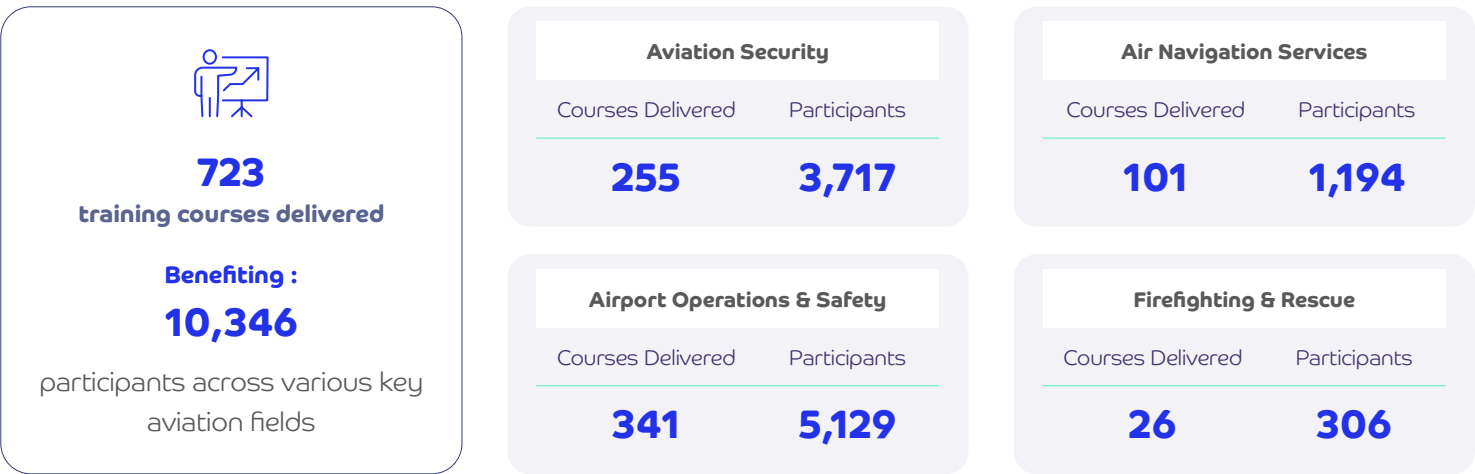 723
training courses delivered
Benefiting :
10,346
participants across various key
aviation fields
Aviation Security
Courses Delivered Participants
255 3,717
Air Navigation Services
Courses Delivered Participants
101 1,194
Airport Operations & Safety
Courses Delivered Participants
341 5,129
Firefighting & Rescue
Courses Delivered Participants
26 306